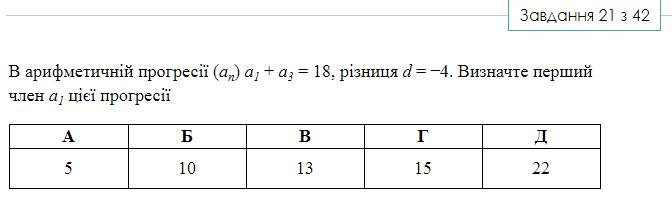 Завдання 21 з 42
В арифметичній прогресії (aₙ) a₁ + a₃ = 18, різниця d = −4. Визначте перший
член a₁ цієї прогресії
А Б В Г Д
5 10 13 15 22